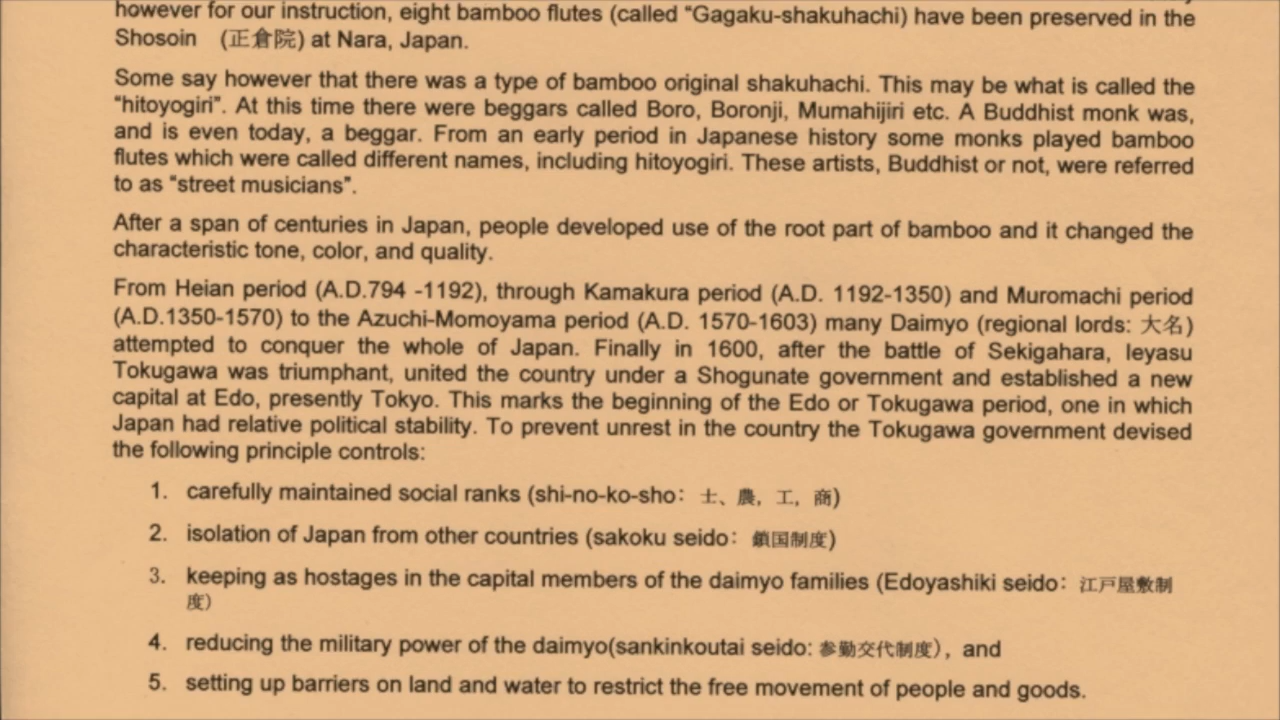 however for our instruction, eight bamboo flutes (called “Gagaku-shakuhachi) have been preserved in the
Shosoin (正倉院) at Nara, Japan.
Some say however that there was a type of bamboo original shakuhachi. This may be what is called the
“hitoyogiri”. At this time there were beggars called Boro, Boronji, Mumahijiri etc. A Buddhist monk was,
and is even today, a beggar. From an early period in Japanese history some monks played bamboo
flutes which were called different names, including hitoyogiri. These artists, Buddhist or not, were referred
to as “street musicians”.
After a span of centuries in Japan, people developed use of the root part of bamboo and it changed the
characteristic tone, color, and quality.
From Heian period (A.D.794 -1192), through Kamakura period (A.D. 1192-1350) and Muromachi period
(A.D.1350-1570) to the Azuchi-Momoyama period (A.D. 1570-1603) many Daimyo (regional lords: 大名)
attempted to conquer the whole of Japan. Finally in 1600, after the battle of Sekigahara, Ieyasu
Tokugawa was triumphant, united the country under a Shogunate government and established a new
capital at Edo, presently Tokyo. This marks the beginning of the Edo or Tokugawa period, one in which
Japan had relative political stability. To prevent unrest in the country the Tokugawa government devised
the following principle controls:
1. carefully maintained social ranks (shi-no-ko-sho： 士、農，工，商)
2. isolation of Japan from other countries (sakoku seido： 鎖国制度)
3. keeping as hostages in the capital members of the daimyo families (Edoyashiki seido： 江戸屋敷制
度)
4. reducing the military power of the daimyo(sankinkoutai seido: 参勤交代制度），and
5. setting up barriers on land and water to restrict the free movement of people and goods.